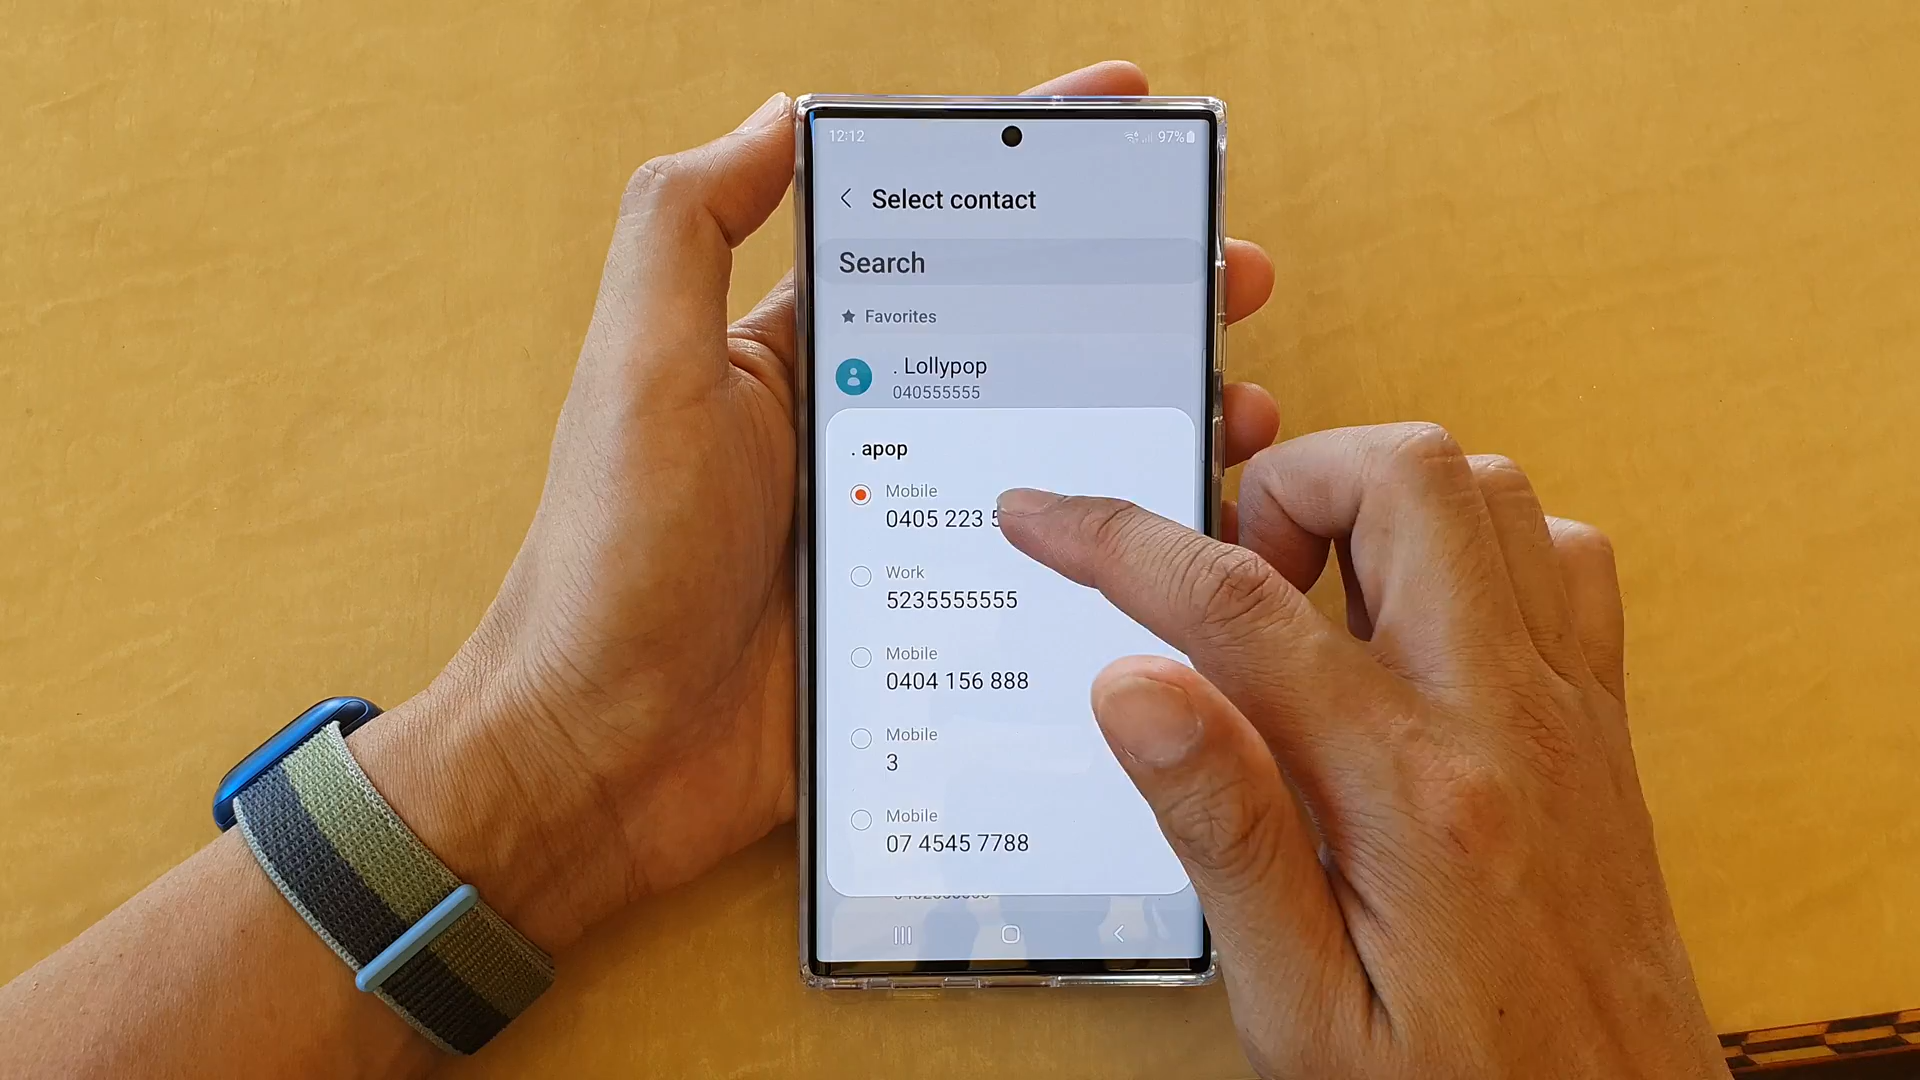 12:12
97%
Select contact
Search
Favorites
. Lollypop
040555555
. apop
Mobile
0405 223
Work
5235555555
Mobile
0404 156 888
Mobile
3
Mobile
07 4545 7788